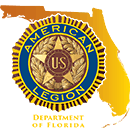 AMERICAN
US
LEGION
DEPARTMENT
OF FLORIDA